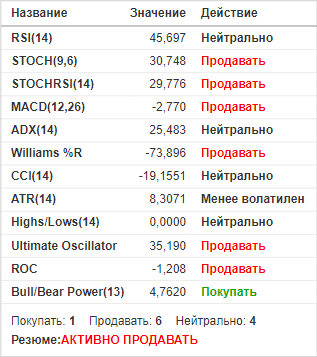 Название Значение Действие
RSI(14) 45,697 Нейтрально
STOCH(9,6) 30,748 Продавать
STOCHRSI(14) 29,776 Продавать
MACD(12,26) -2,770 Продавать
ADX(14) 25,483 Нейтрально
Williams %R -73,896 Продавать
CCI(14) -19,1551 Нейтрально
ATR(14) 8,3071 Менее волатилен
Highs/Lows(14) 0,0000 Нейтрально
Ultimate Oscillator 35,190 Продавать
ROC -1,208 Продавать
Bull/Bear Power(13) 4,7620 Покупать
Покупать: 1 Продавать: 6 Нейтрально: 4
Резюме:АКТИВНО ПРОДАВАТЬ